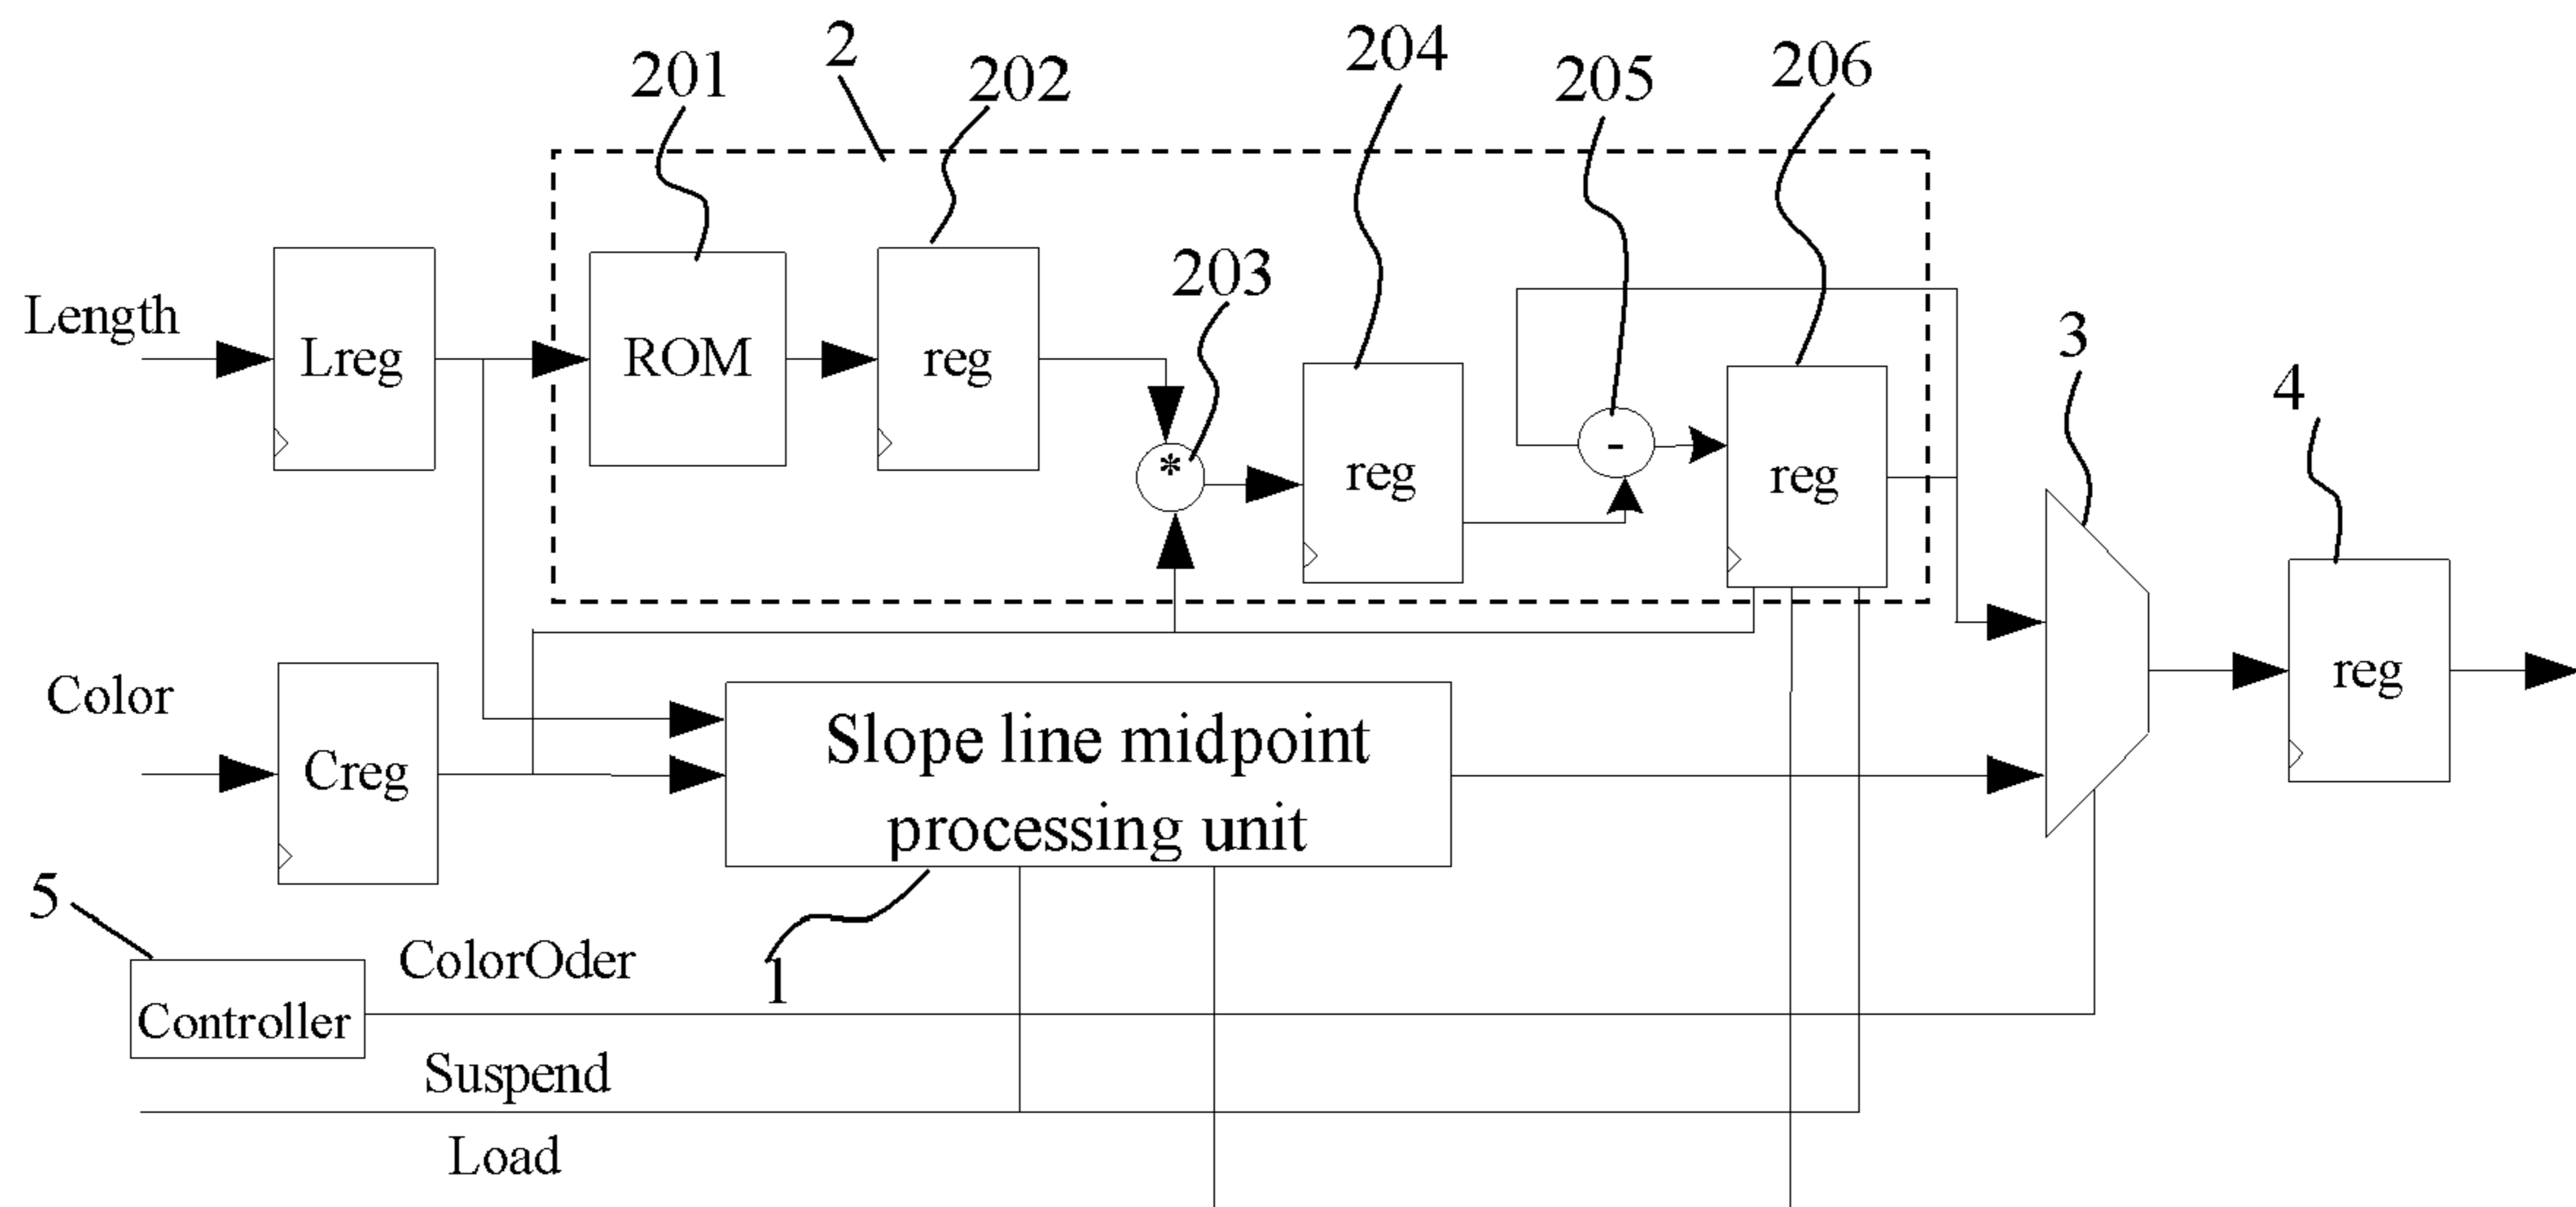 2
204
201
202
205
206
203
Length
Lreg
ROM
reg
*
reg
-
reg
3
4
reg
Color
Creg
Slope line midpoint
processing unit
5
1
ColorOder
Controller
Suspend
Load